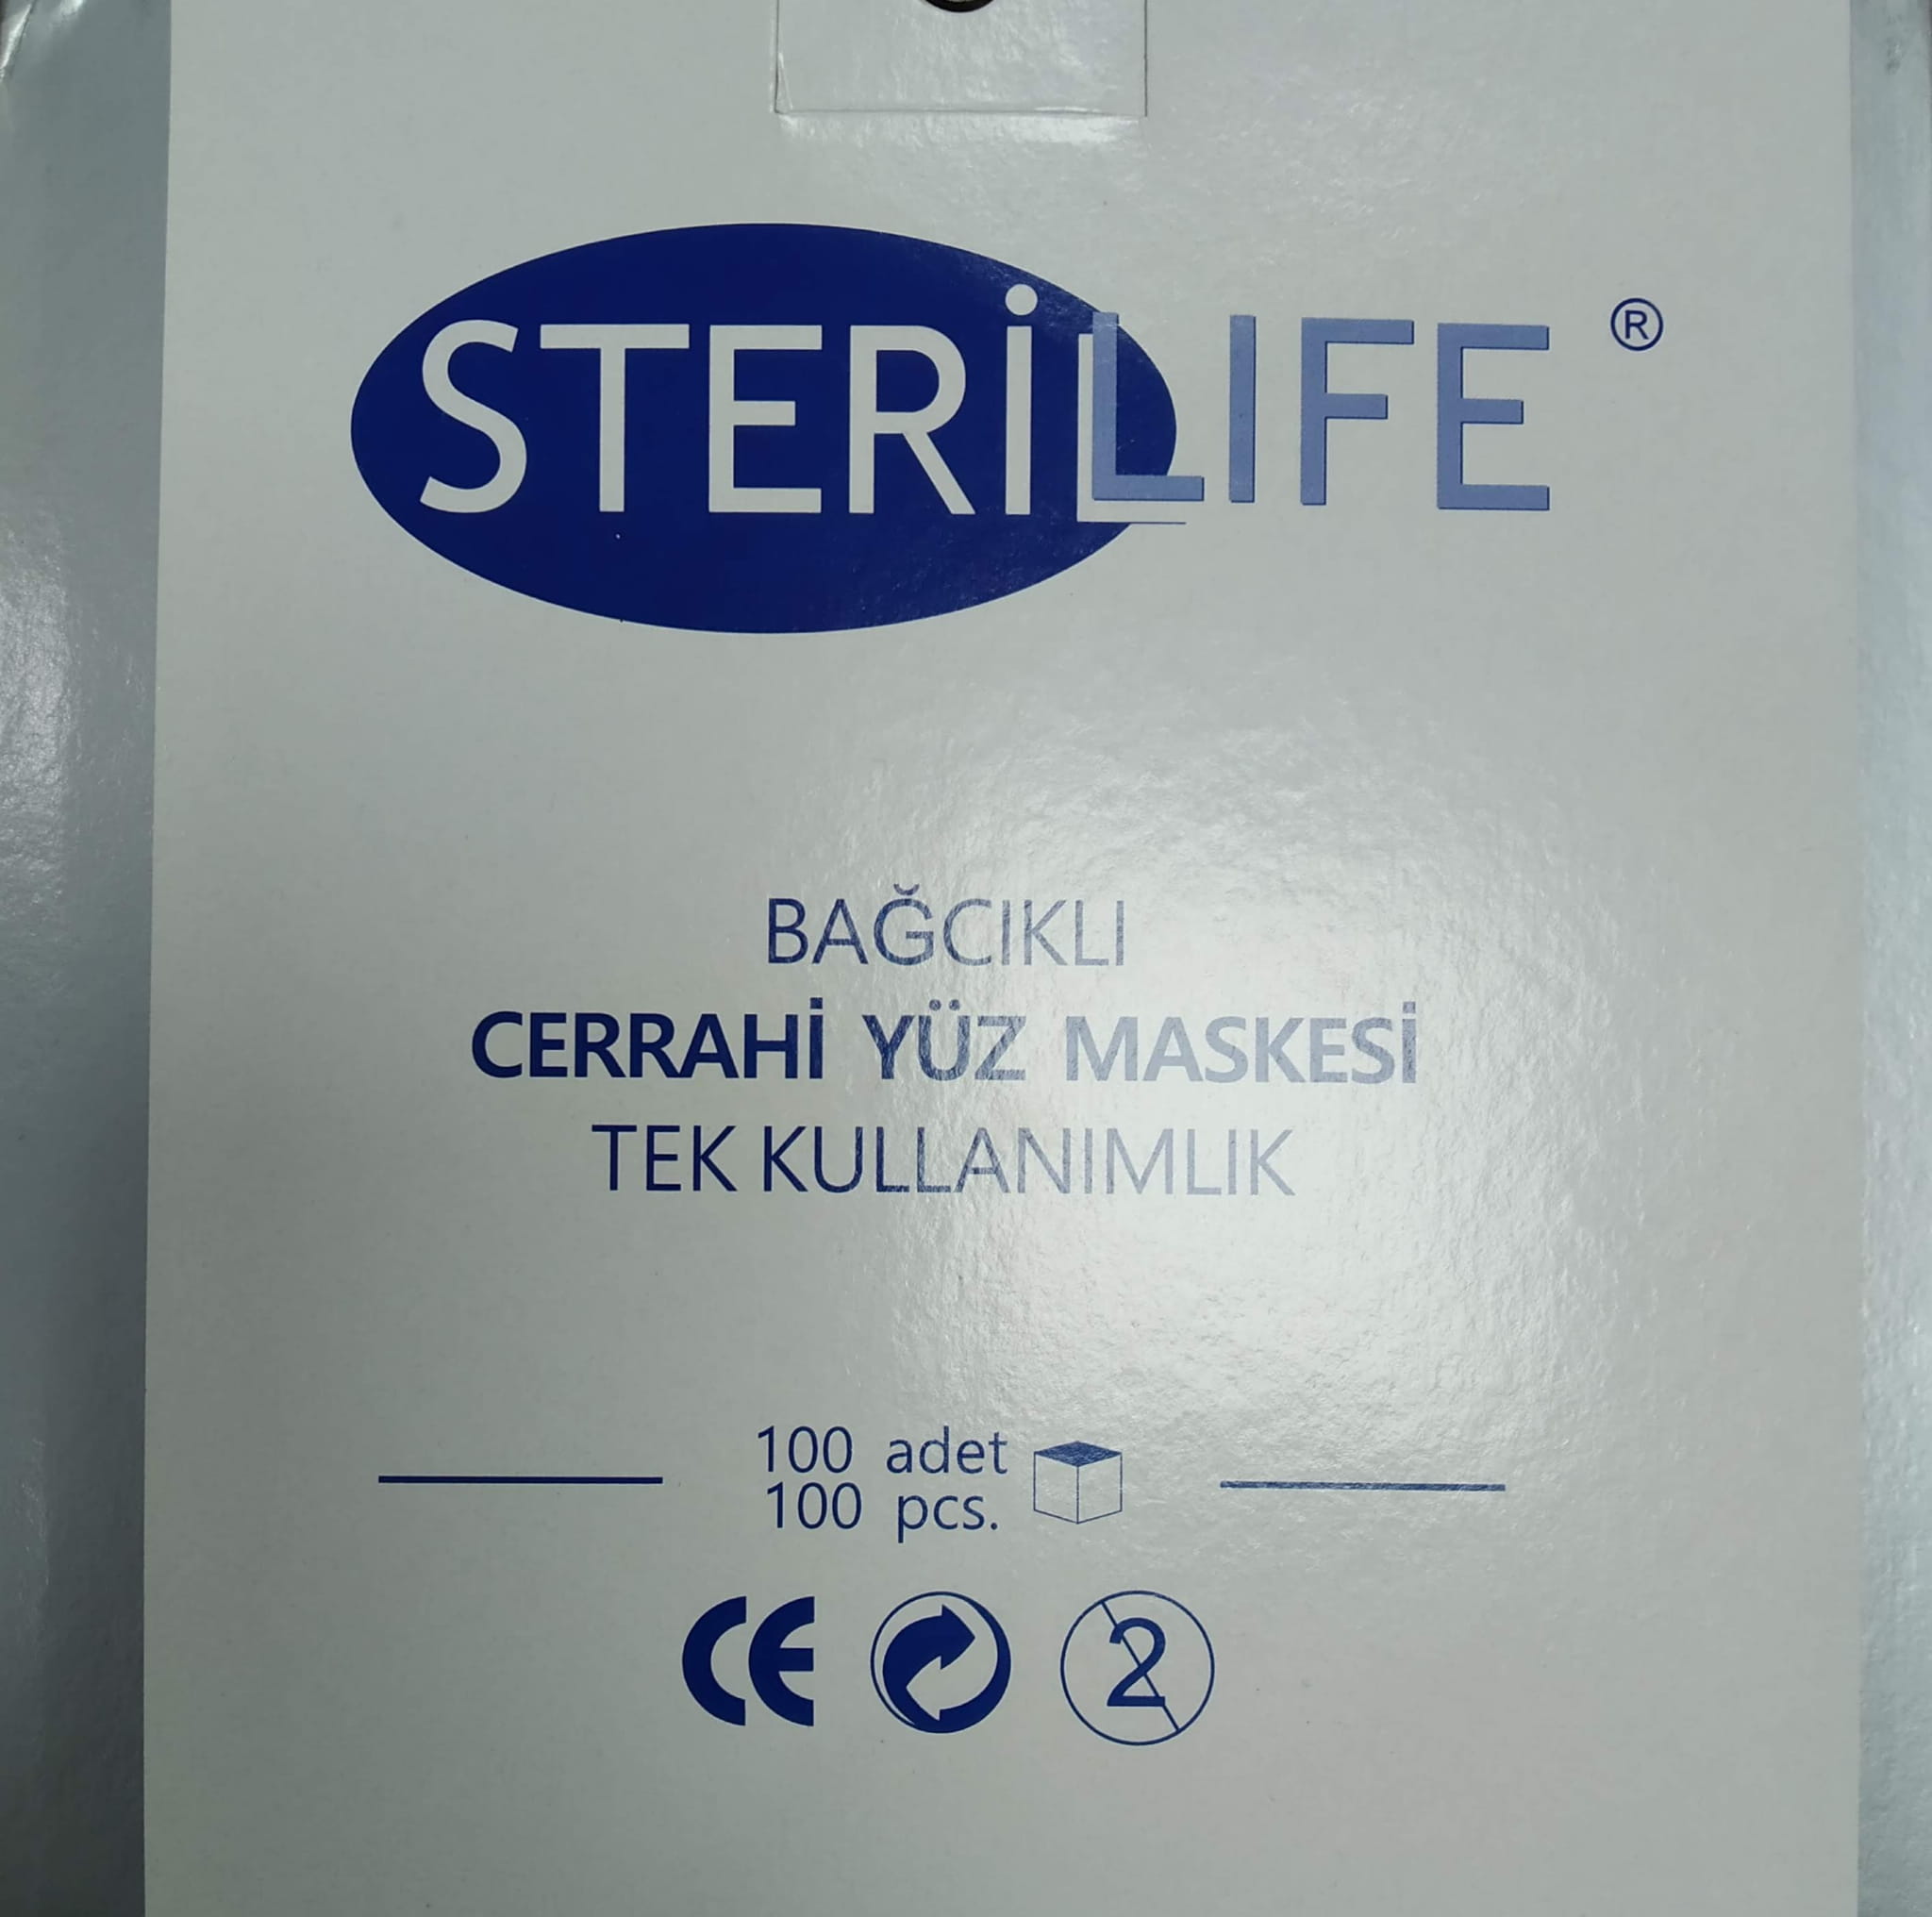 STERİLIFE ®
BAĞCIKLI
CERRAHİ YÜZ MASKESİ
TEK KULLANIMLIK
100 adet
100 pcs.
CE
2